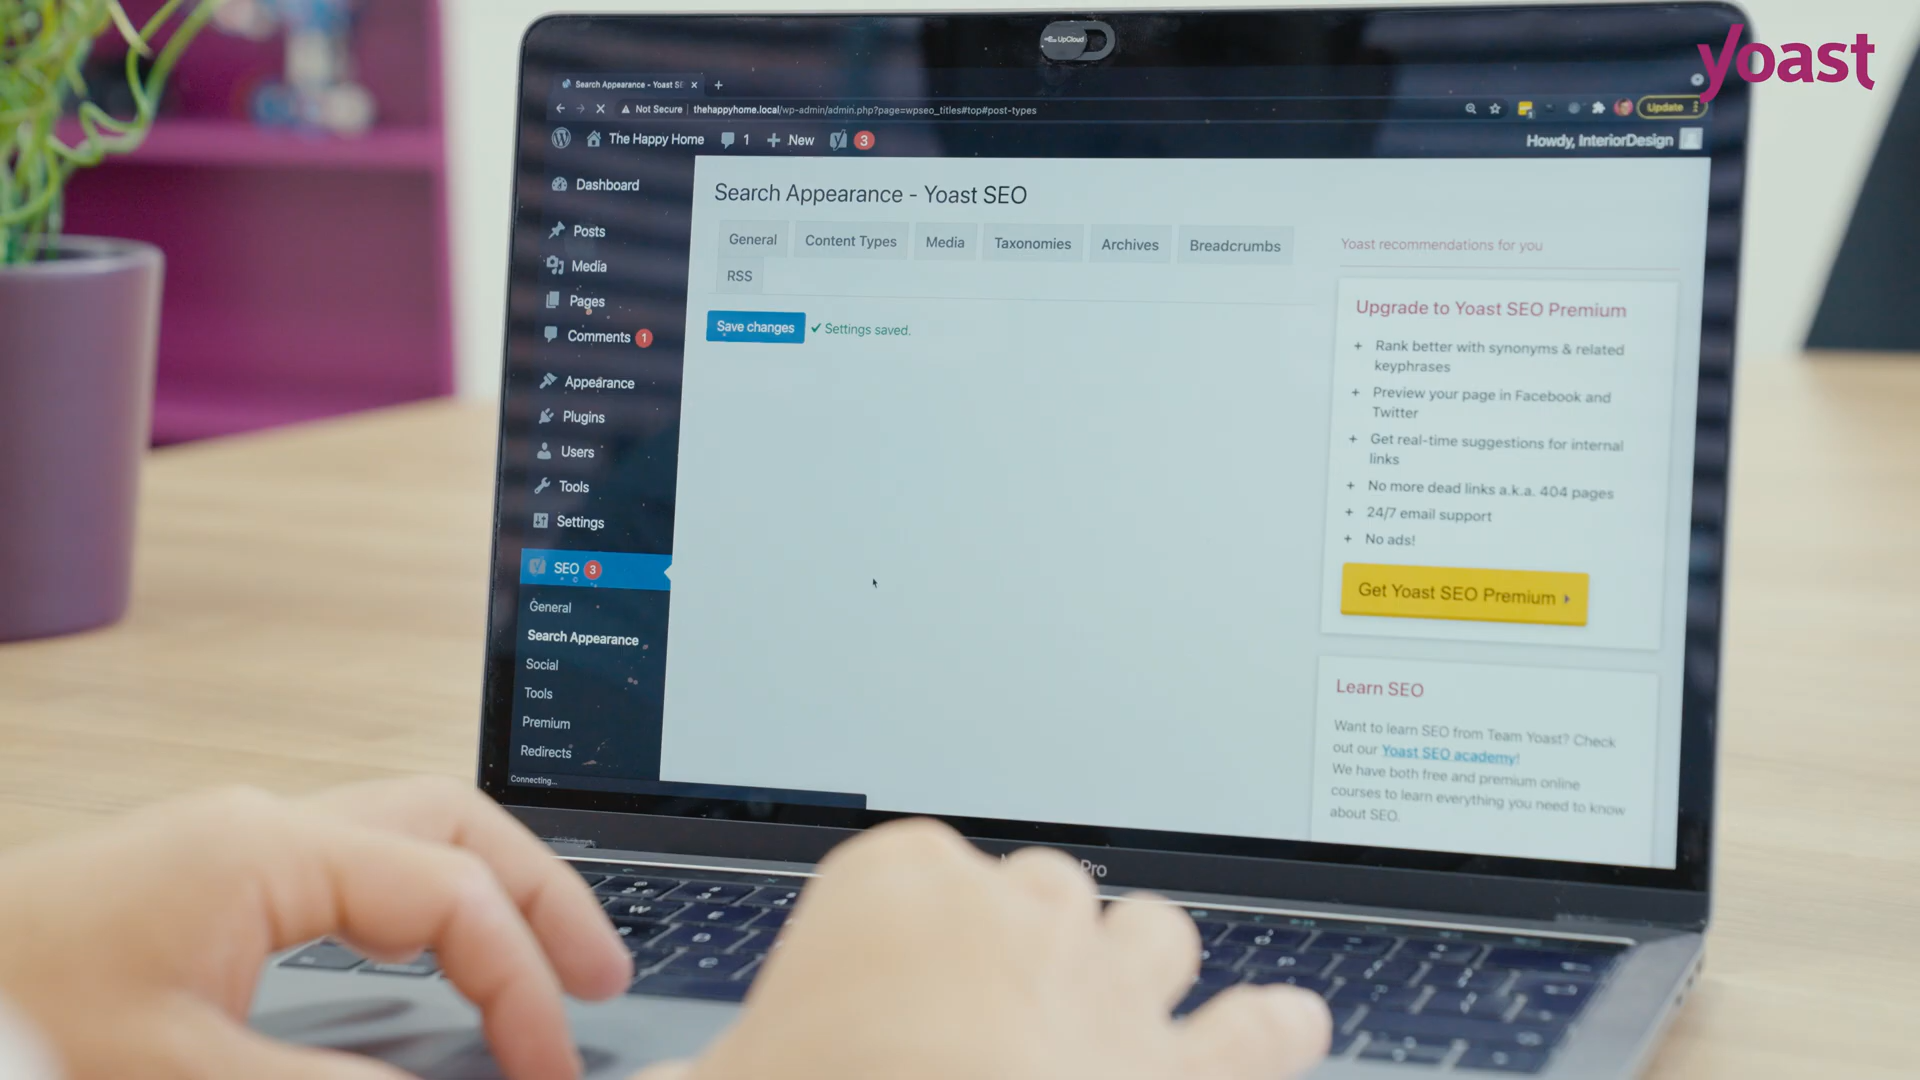 yoast
UpCloud
Search Appearance - Yoast SE
Not Secure | thehappyhome.local/wp-admin/admin.php?page=wpseo_titles#top#post-types
Update
The Happy Home 1 New 3
Howdy, InteriorDesign
Dashboard
Posts
Media
Pages
Comments 1
Appearance
Plugins
Users
Tools
Settings
SEO 3
General
Search Appearance
Social
Tools
Premium
Redirects
Connecting...
Search Appearance - Yoast SEO
General Content Types Media Taxonomies Archives Breadcrumbs
RSS
Save changes ✔ Settings saved.
Yoast recommendations for you
Upgrade to Yoast SEO Premium
+ Rank better with synonyms & related
keyphrases
+ Preview your page in Facebook and
Twitter
+ Get real-time suggestions for internal
links
+ No more dead links a.k.a. 404 pages
+ 24/7 email support
+ No ads!
Get Yoast SEO Premium
Learn SEO
Want to learn SEO from Team Yoast? Check
out our Yoast SEO academy!
We have both free and premium online
courses to learn everything you need to know
about SEO.
Pro